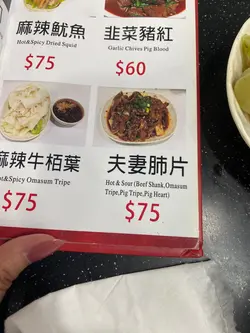 麻辣魷魚
Hot&Spicy Dried Squid
$75
韭菜豬紅
Garlic Chives Pig Blood
$60
麻辣牛栢葉
Hot&Spicy Omasum Tripe
$75
夫妻肺片
Hot & Sour (Beef Shank,Omasum
Tripe,Pig Tripe,Pig Heart)
$75